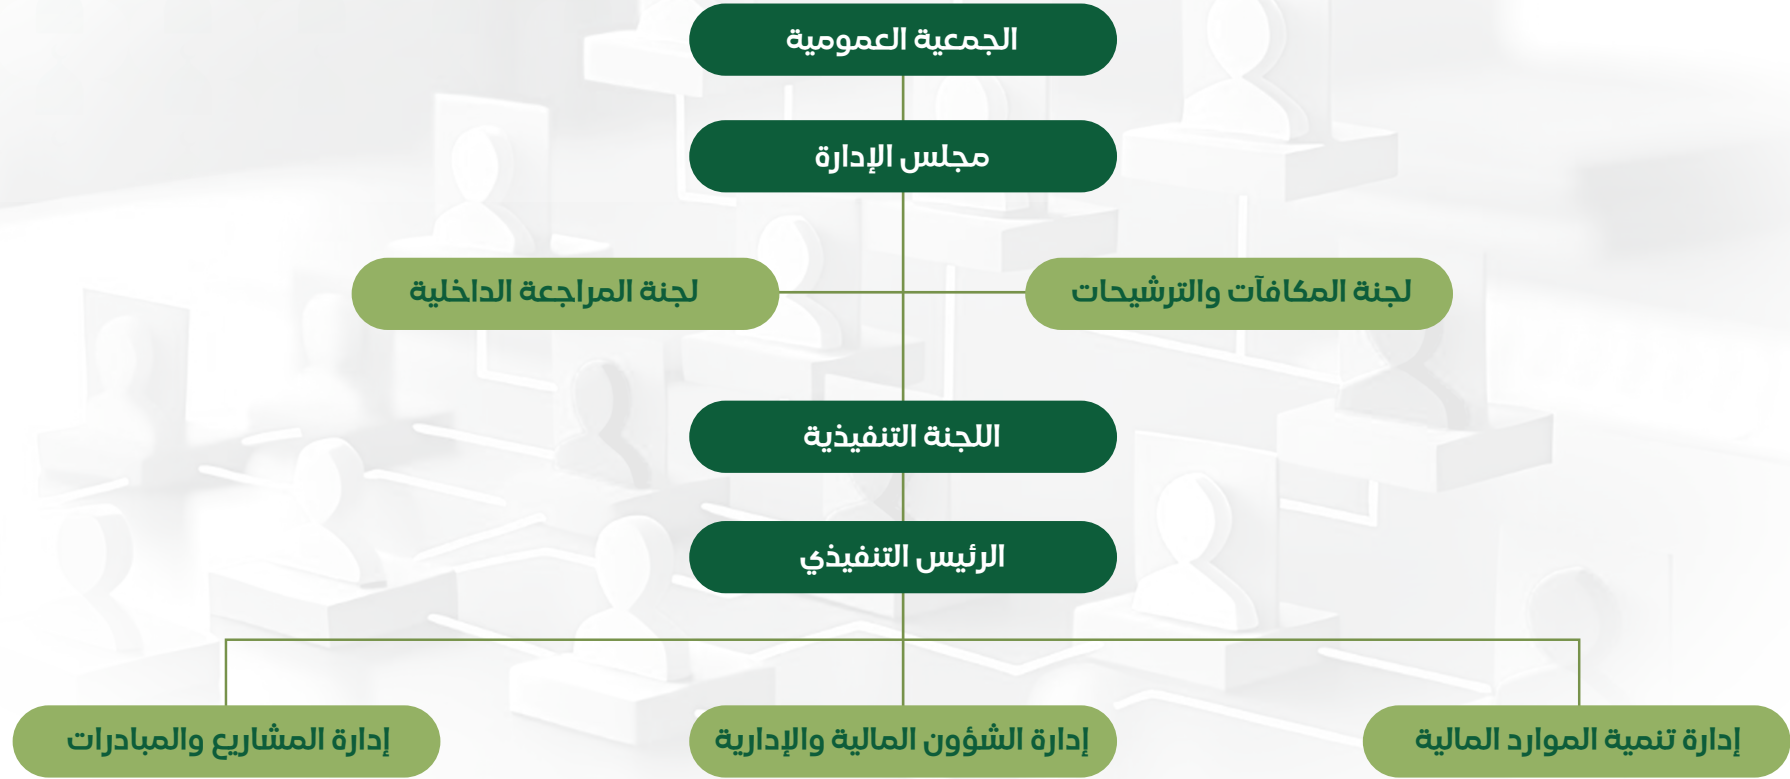 الجمعية العمومية
مجلس الإدارة
لجنة المكافآت والترشيحات
لجنة المراجعة الداخلية
اللجنة التنفيذية
الرئيس التنفيذي
إدارة تنمية الموارد المالية
إدارة الشؤون المالية والإدارية
إدارة المشاريع والمبادرات